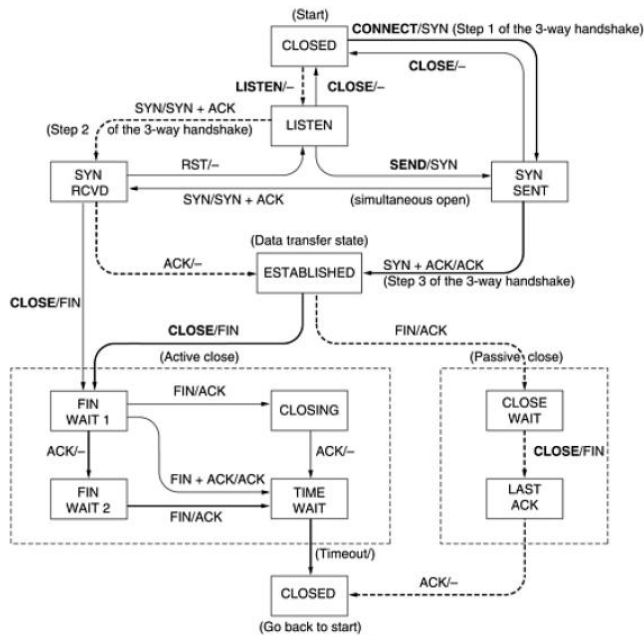 (Start)
CONNECT/SYN (Step 1 of the 3-way handshake)
CLOSED
CLOSE/–
LISTEN/–
CLOSE/–
SYN/SYN + ACK
(Step 2 of the 3-way handshake)
LISTEN
RST/–
SEND/SYN
SYN
RCVD
SYN
SENT
SYN/SYN + ACK
(simultaneous open)
(Data transfer state)
ACK/–
ESTABLISHED
SYN + ACK/ACK
(Step 3 of the 3-way handshake)
CLOSE/FIN
CLOSE/FIN
FIN/ACK
(Active close)
(Passive close)
FIN
WAIT 1
FIN/ACK
CLOSING
CLOSE
WAIT
ACK/–
ACK/–
CLOSE/FIN
FIN + ACK/ACK
FIN
WAIT 2
FIN/ACK
TIME
WAIT
LAST
ACK
(Timeout/)
CLOSED
ACK/–
(Go back to start)